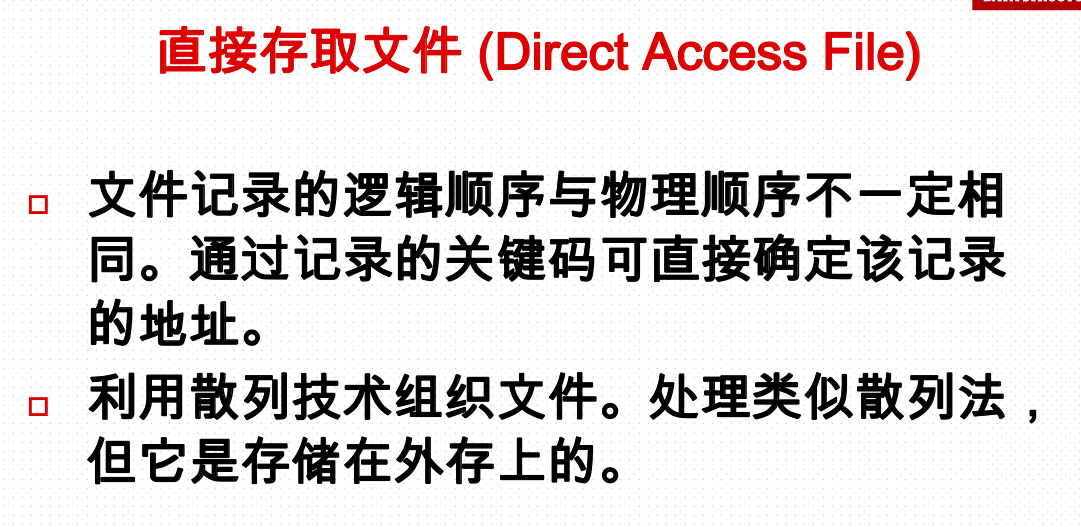 直接存取文件 (Direct Access File)
文件记录的逻辑顺序与物理顺序不一定相
同。通过记录的关键码可直接确定该记录
的地址。
利用散列技术组织文件。处理类似散列法，
但它是存储在外存上的。